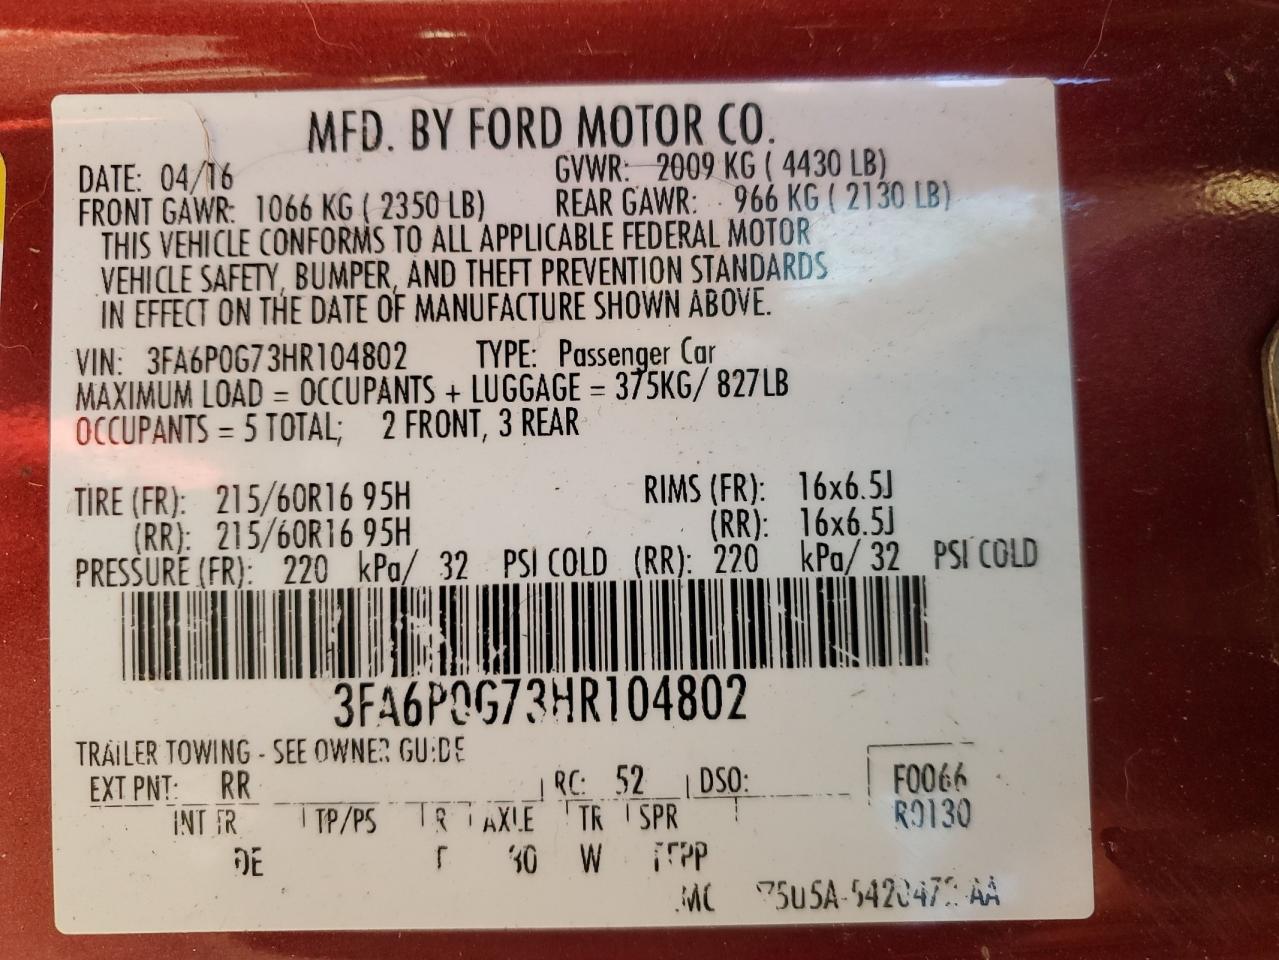 MFD. BY FORD MOTOR CO.
DATE: 04/16 GVWR: 2009 KG ( 4430 LB)
FRONT GAWR: 1066 KG ( 2350 LB) REAR GAWR: 966 KG ( 2130 LB)
THIS VEHICLE CONFORMS TO ALL APPLICABLE FEDERAL MOTOR
VEHICLE SAFETY, BUMPER, AND THEFT PREVENTION STANDARDS
IN EFFECT ON THE DATE OF MANUFACTURE SHOWN ABOVE.
VIN: 3FA6P0G73HR104802 TYPE: Passenger Car
MAXIMUM LOAD = OCCUPANTS + LUGGAGE = 375KG/ 827LB
OCCUPANTS = 5 TOTAL; 2 FRONT, 3 REAR
TIRE (FR): 215/60R16 95H RIMS (FR): 16x6.5J
(RR): 215/60R16 95H (RR): 16x6.5J
PRESSURE (FR): 220 kPa/ 32 PSI COLD (RR): 220 kPa/ 32 PSI COLD
3FA6P0G73HR104802
TRAILER TOWING - SEE OWNER GUIDE
EXT PNT: RR RC: 52 DSO: F0066
INT TR TP/PS R AXLE TR SPR R0130
DE W